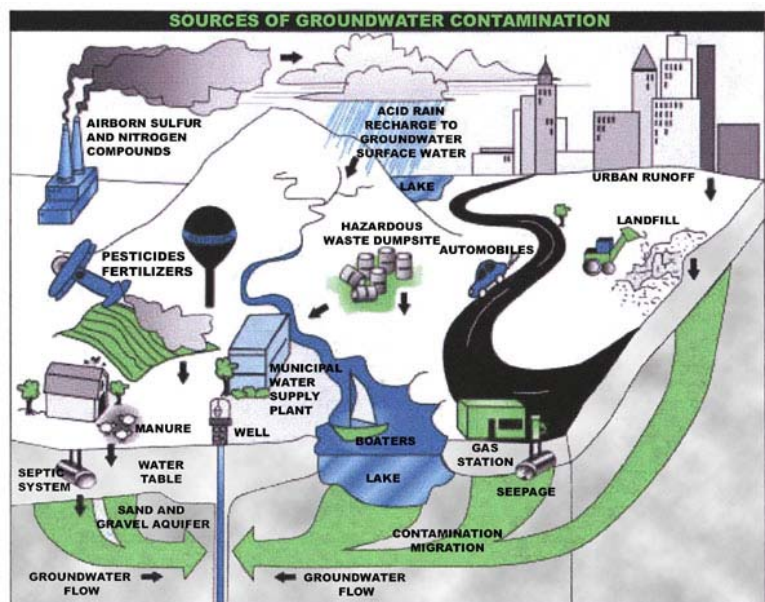 SOURCES OF GROUNDWATER CONTAMINATION
AIRBORN SULFUR
AND NITROGEN
COMPOUNDS
ACID RAIN
RECHARGE TO
GROUNDWATER
SURFACE WATER
LAKE
URBAN RUNOFF
LANDFILL
HAZARDOUS
WASTE DUMPSITE
AUTOMOBILES
PESTICIDES
FERTILIZERS
MUNICIPAL
WATER
SUPPLY
PLANT
MANURE
WELL
BOATERS
GAS
STATION
SEPTIC
SYSTEM
WATER
TABLE
LAKE
SEEPAGE
SAND AND
GRAVEL AQUIFER
CONTAMINATION
MIGRATION
GROUNDWATER
FLOW
GROUNDWATER
FLOW